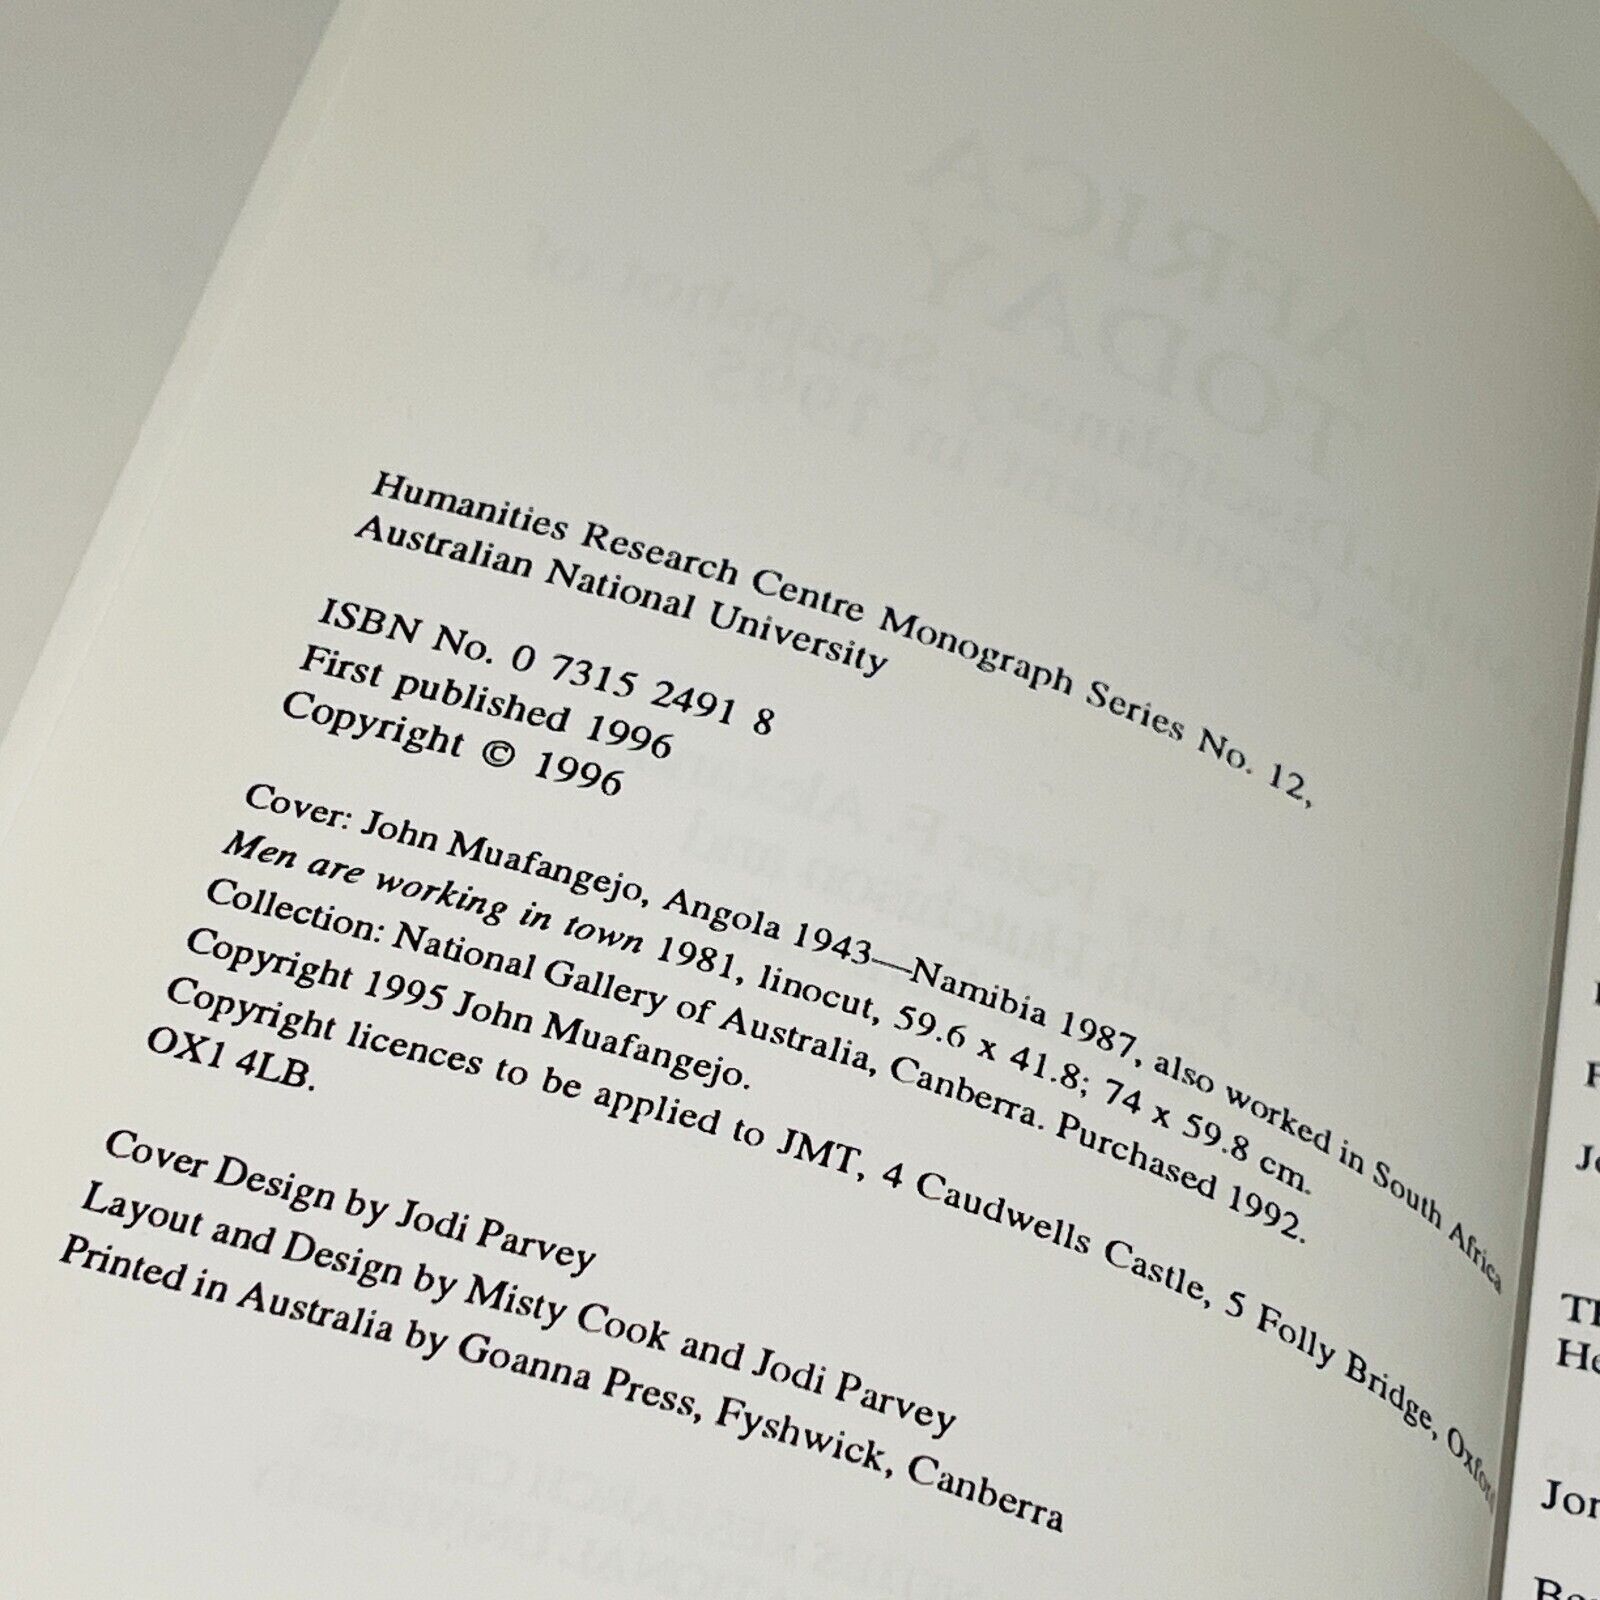 Humanities Research Centre Monograph Series No. 12,
Australian National University
ISBN No. 0 7315 2491 8
First published 1996
Copyright © 1996
Cover: John Muafangejo, Angola 1943—Namibia 1987, also worked in South Africa
Men are working in town 1981, linocut, 59.6 x 41.8; 74 x 59.8 cm.
Collection: National Gallery of Australia, Canberra. Purchased 1992.
Copyright 1995 John Muafangejo.
Copyright licences to be applied to JMT, 4 Caudwells Castle, 5 Folly Bridge, Oxford
OX1 4LB.
Cover Design by Jodi Parvey
Layout and Design by Misty Cook and Jodi Parvey
Printed in Australia by Goanna Press, Fyshwick, Canberra